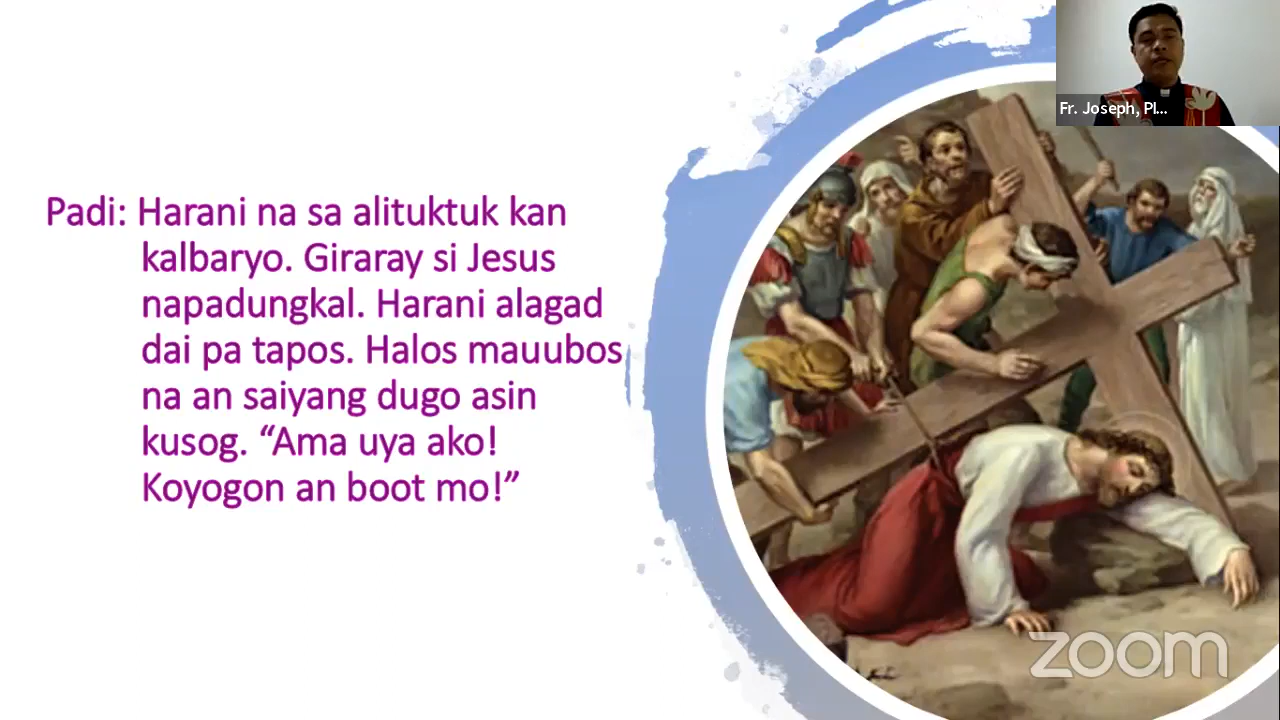 Fr. Joseph, Pl...
Padi: Harani na sa alituktuk kan
kalbaryo. Giraray si Jesus
napadungkal. Harani alagad
dai pa tapos. Halos mauubos
na an saiyang dugo asin
kusog. “Ama uya ako!
Koyogon an boot mo!”
zoom